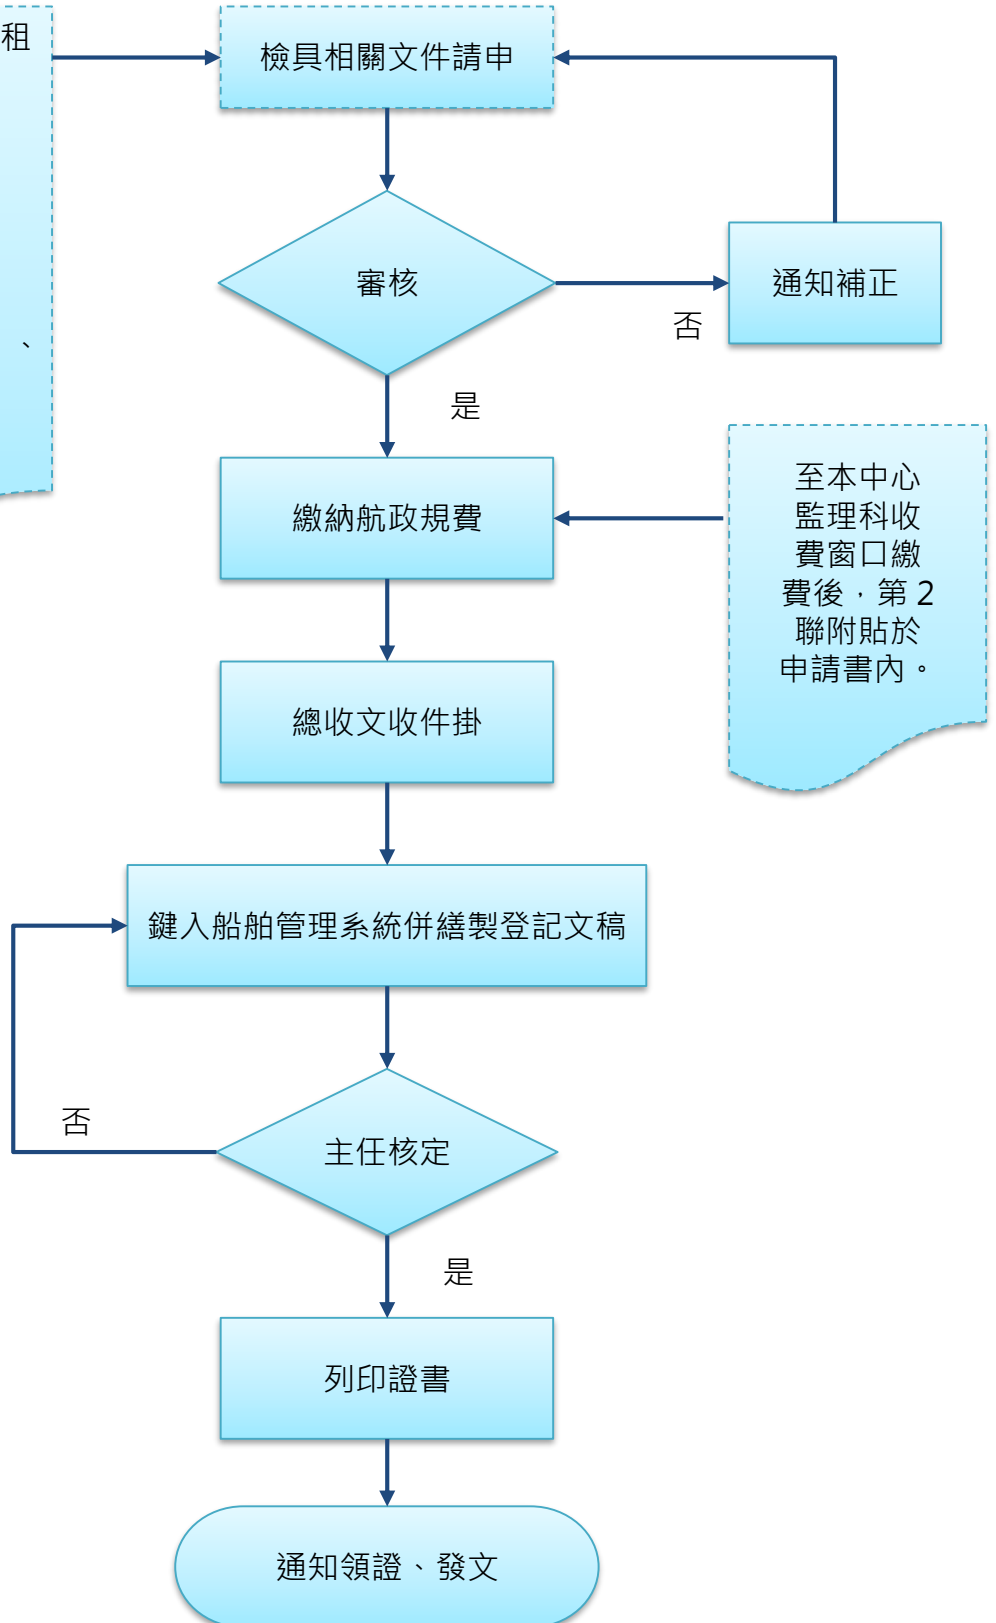 租
、
檢具相關文件請申
審核
否
通知補正
是
繳納航政規費
至本中心
監理科收
費窗口繳
費後，第 2
聯附貼於
申請書內。
總收文收件掛
鍵入船舶管理系統併繕製登記文稿
否
主任核定
是
列印證書
通知領證、發文